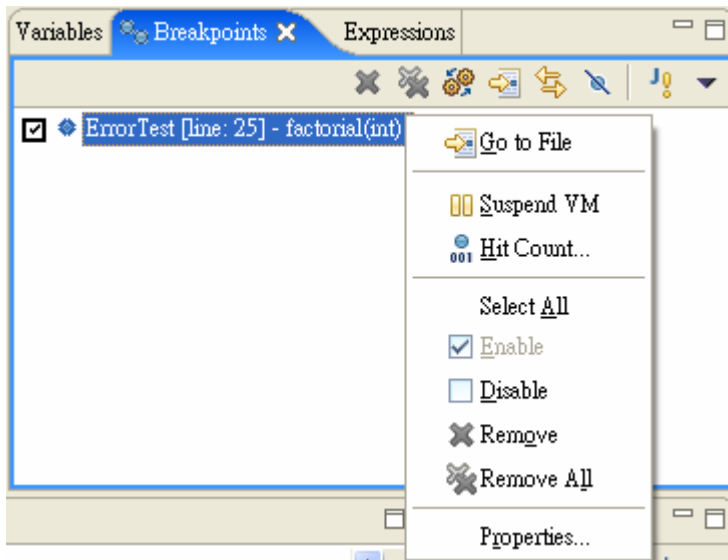 Variables Breakpoints Expressions
J
ErrorTest [line: 25] - factorial(int)
Go to File
Suspend VM
001 Hit Count...
Select All
Enable
Disable
Remove
Remove All
Properties...